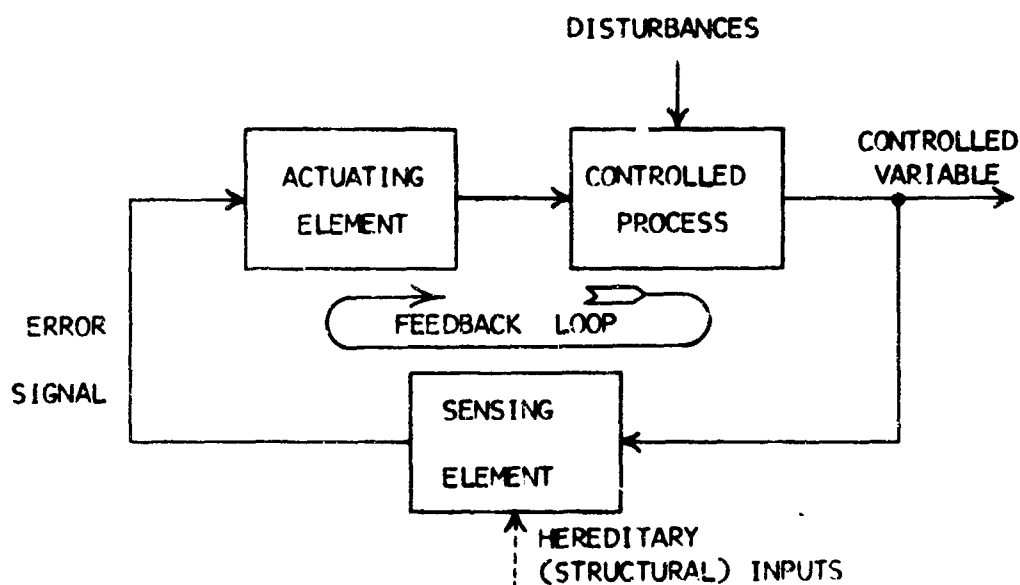 DISTURBANCES
ACTUATING
ELEMENT
CONTROLLED
PROCESS
CONTROLLED
VARIABLE
FEEDBACK LOOP
ERROR
SIGNAL
SENSING
ELEMENT
HEREDITARY
(STRUCTURAL) INPUTS